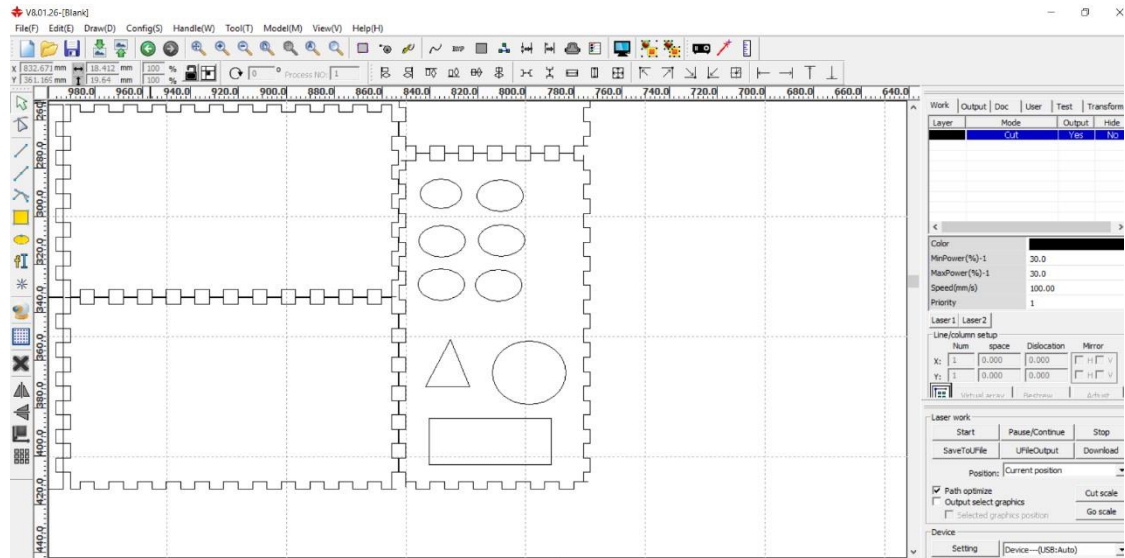 V8.01.26-[Blank]
File(F) Edit(E) Draw(D) Config(S) Handle(W) Tool(T) Model(M) View(V) Help(H)
X 832.671 mm 18.412 mm 100 %
Y 361.165 mm 19.64 mm 100 %
0 ° Process NO: 1
980.0 960.0 940.0 920.0 900.0 880.0 860.0 840.0 820.0 800.0 780.0 760.0 740.0 720.0 700.0 680.0 660.0 640.0
260
280.0
300.0
320.0
340.0
360.0
380.0
400.0
420.0
440.0
Work Output Doc User Test Transform
Layer Mode Output Hide
Cut Yes No
Color
MinPower(%)-1 30.0
MaxPower(%)-1 30.0
Speed(mm/s) 100.00
Priority 1
Laser1 Laser2
Line/column setup
Num space Dislocation Mirror
X: 1 0.000 0.000 H V
Y: 1 0.000 0.000 H V
Virtual array Bestrew Adjust
Laser work
Start Pause/Continue Stop
SaveToUFile UFileOutput Download
Position: Current position
Path optimize
Output select graphics
Selected graphics position
Cut scale
Go scale
Device
Setting Device---(USB:Auto)